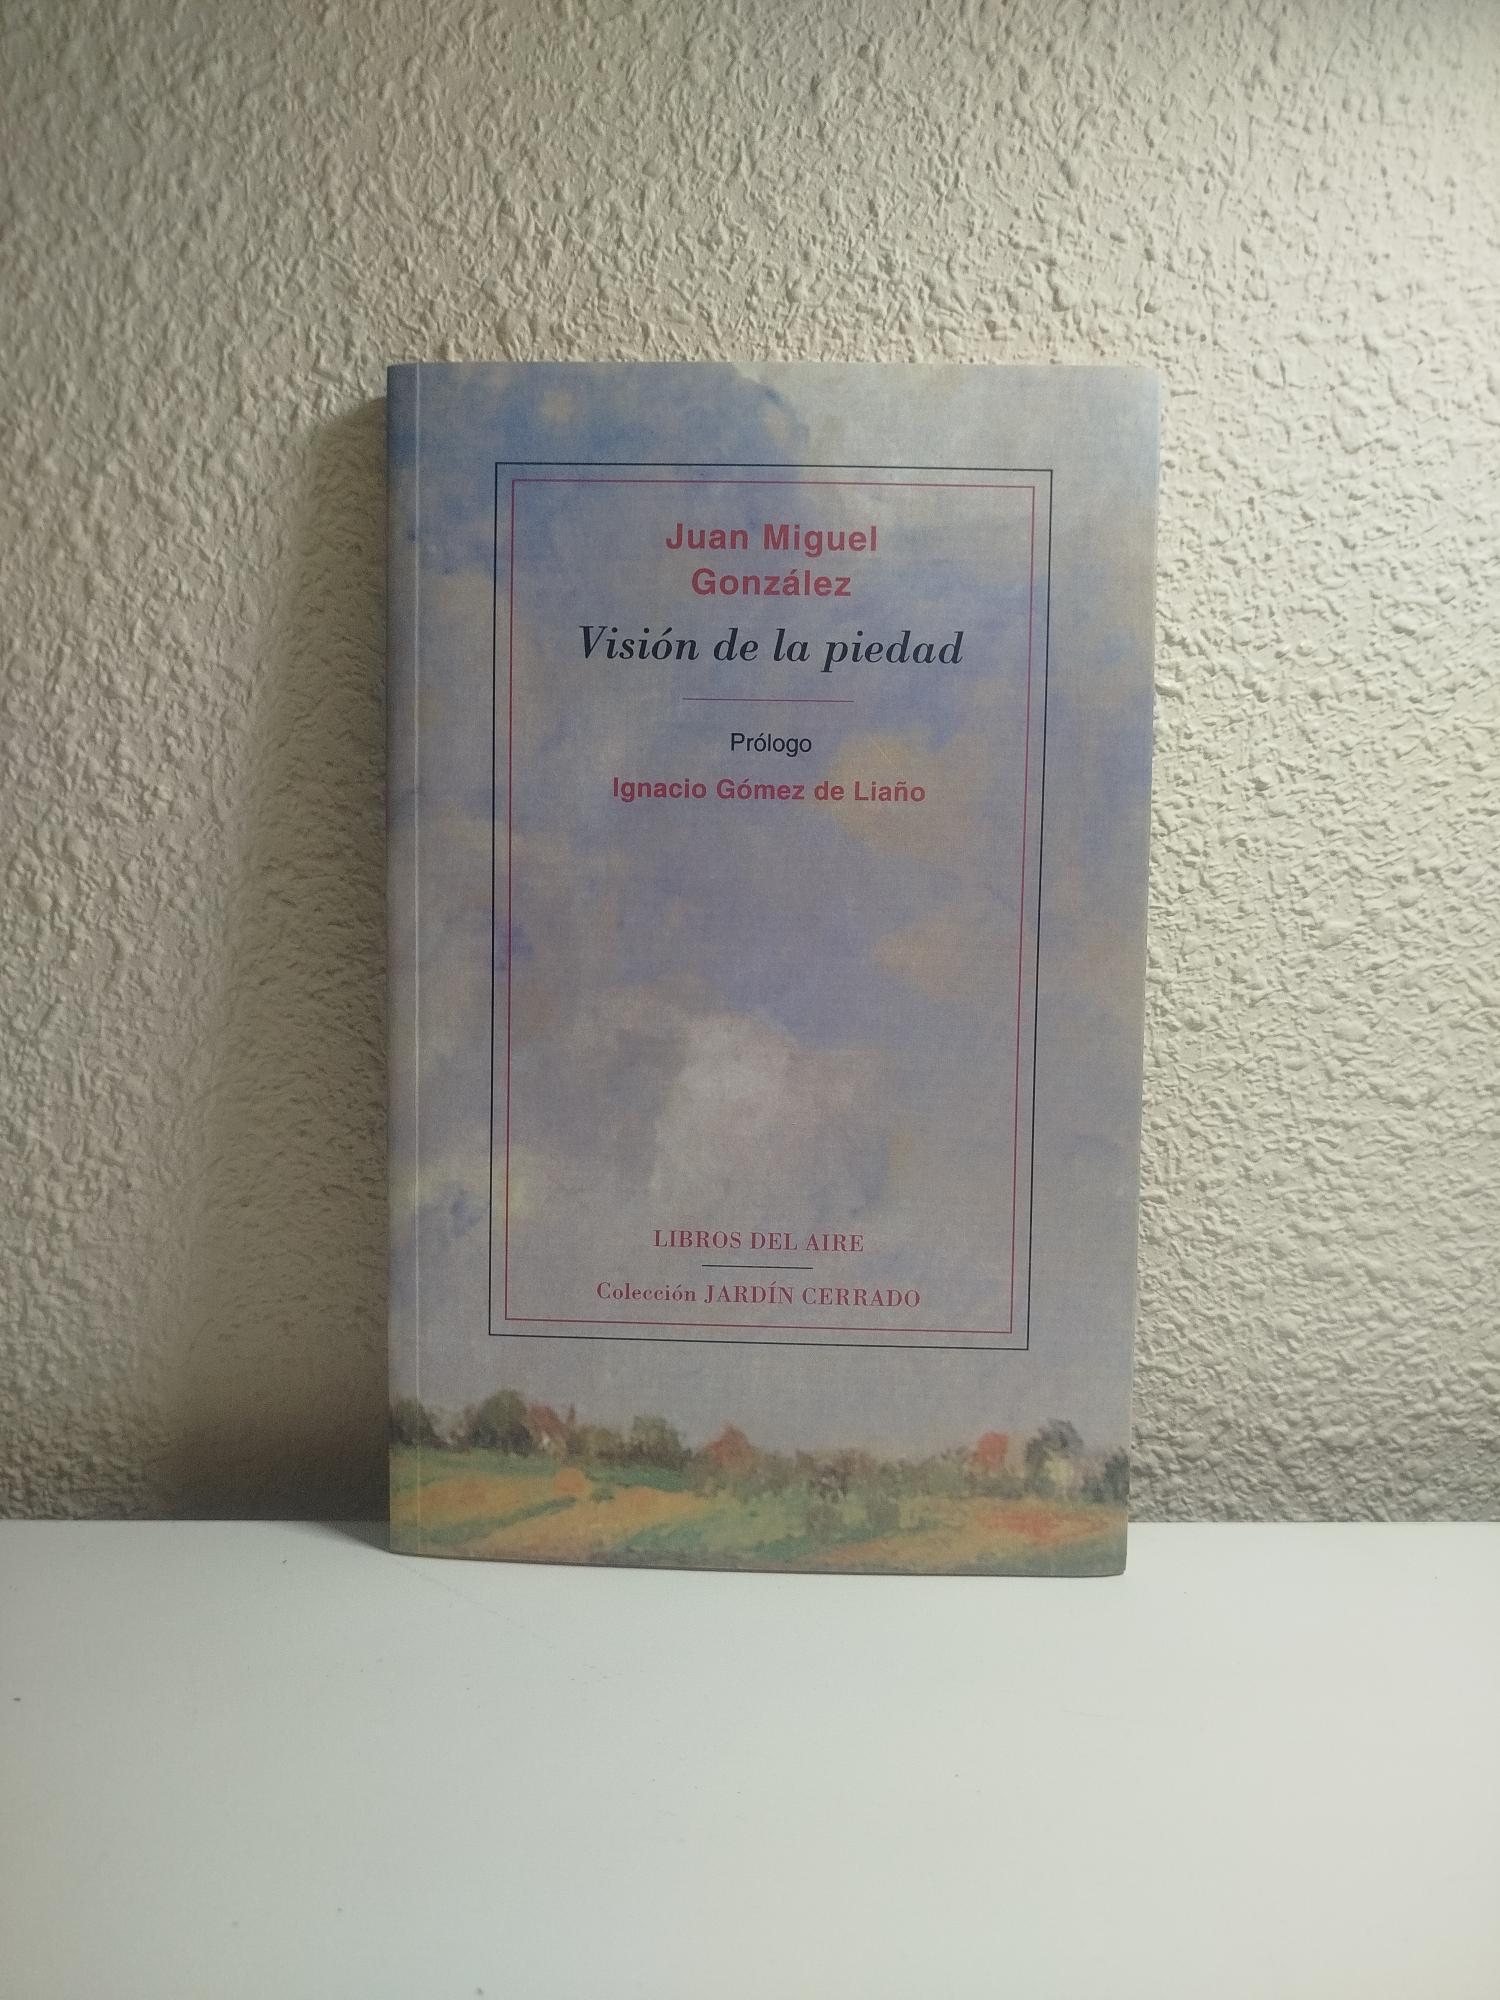 Juan Miguel
González
Visión de la piedad
Prólogo
Ignacio Gómez de Liaño
LIBROS DEL AIRE
Colección JARDÍN CERRADO